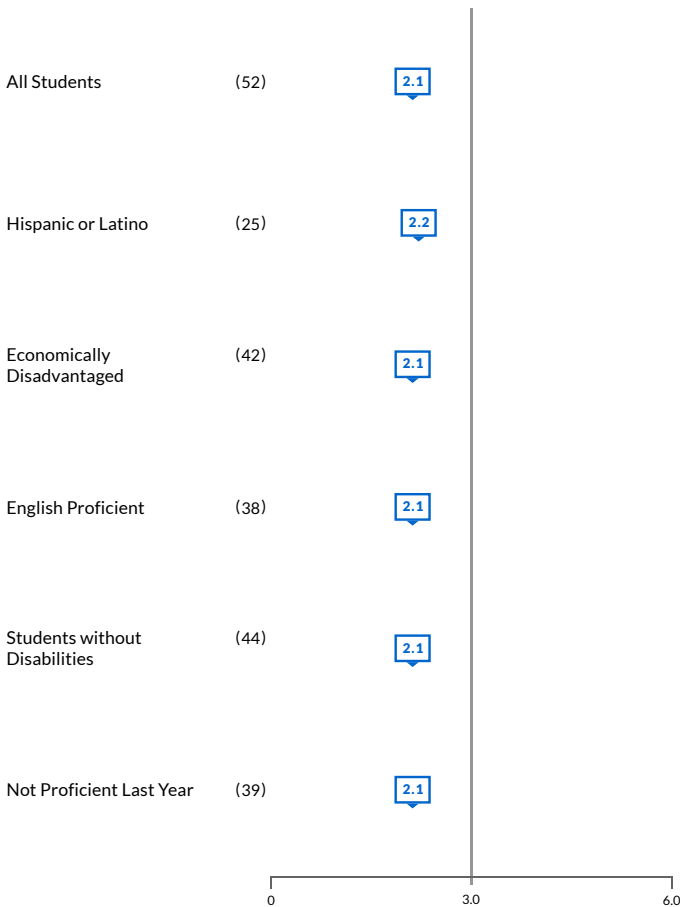 All Students (52) 2.1
Hispanic or Latino (25) 2.2
Economically (42) 2.1
Disadvantaged
English Proficient (38) 2.1
Students without (44) 2.1
Disabilities
Not Proficient Last Year (39) 2.1
0 3.0 6.0